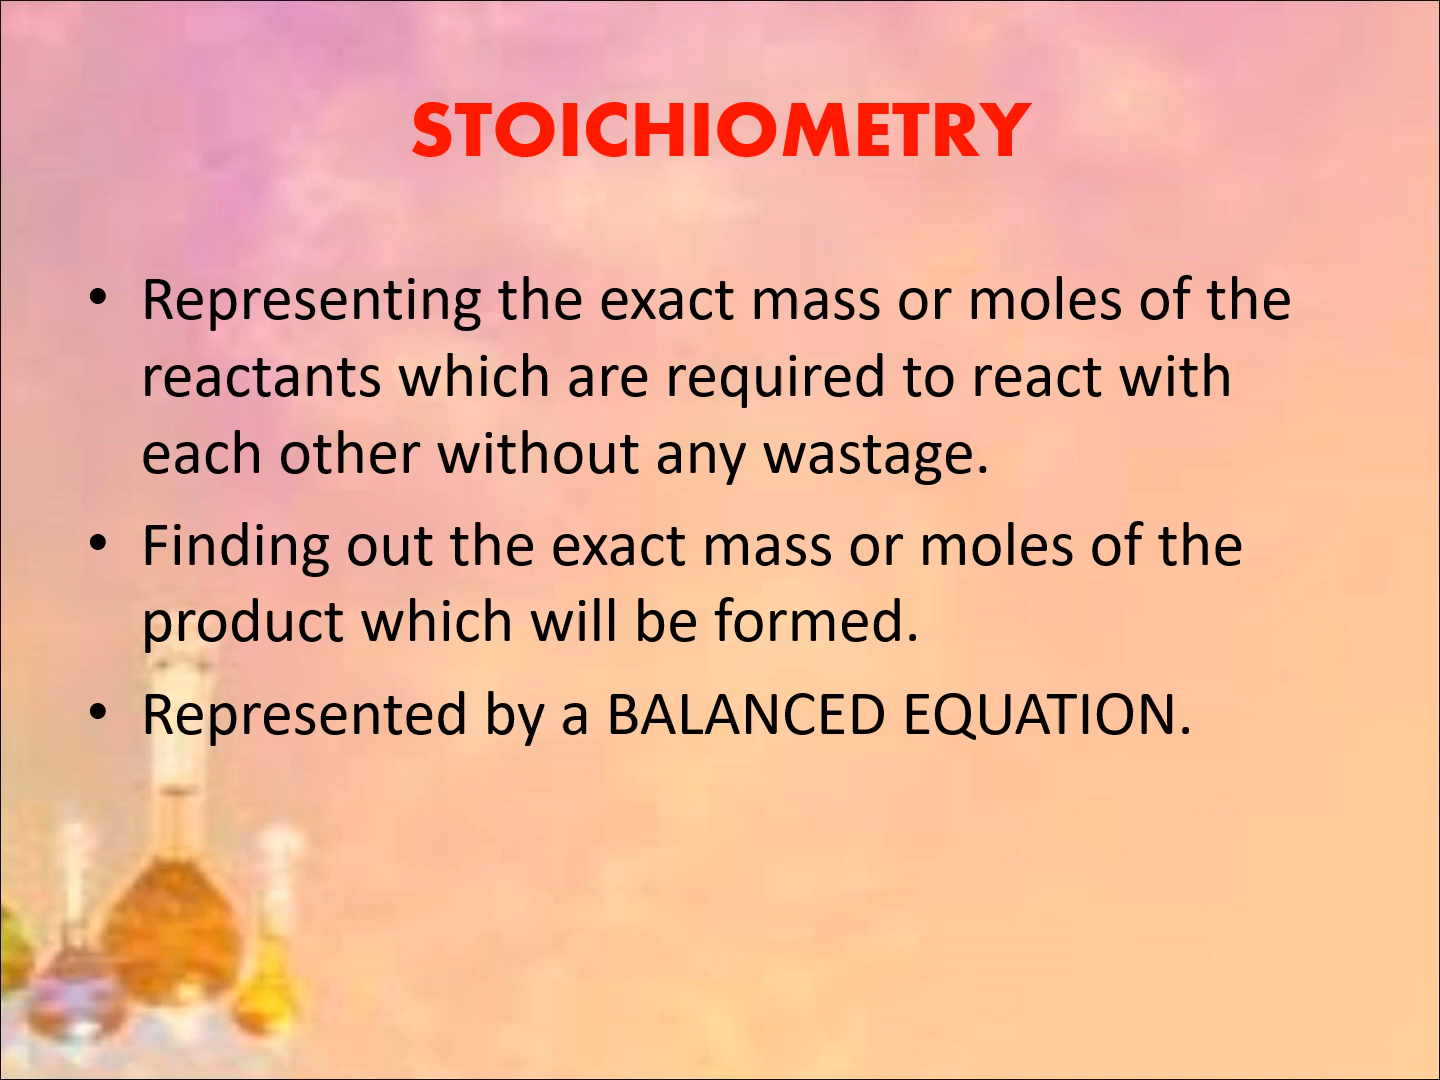 STOICHIOMETRY
• Representing the exact mass or moles of the
reactants which are required to react with
each other without any wastage.
• Finding out the exact mass or moles of the
product which will be formed.
• Represented by a BALANCED EQUATION.